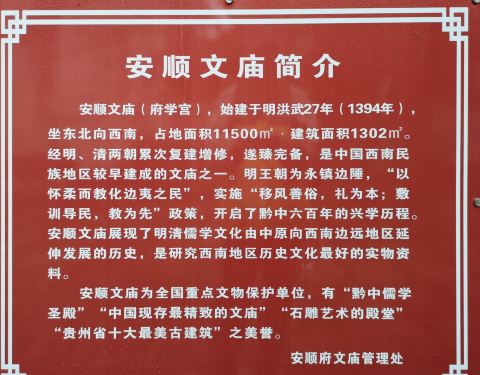 安顺文庙简介
安顺文庙（府学宫），始建于明洪武27年（1394年），
坐东北向西南，占地面积11500㎡·建筑面积1302㎡。
经明、清两朝累次复建增修，遂臻完备，是中国西南民
族地区较早建成的文庙之一。明王朝为永镇边陲，“以
怀柔而教化边夷之民”，实施“移风善俗，礼为本；敷
训导民，教为先”政策，开启了黔中六百年的兴学历程。
安顺文庙展现了明清儒学文化由中原向西南边远地区延
伸发展的历史，是研究西南地区历史文化最好的实物资
料。
安顺文庙为全国重点文物保护单位，有“黔中儒学
圣殿”“中国现存最精致的文庙”“石雕艺术的殿堂”
“贵州省十大最美古建筑”之美誉。
安顺府文庙管理处